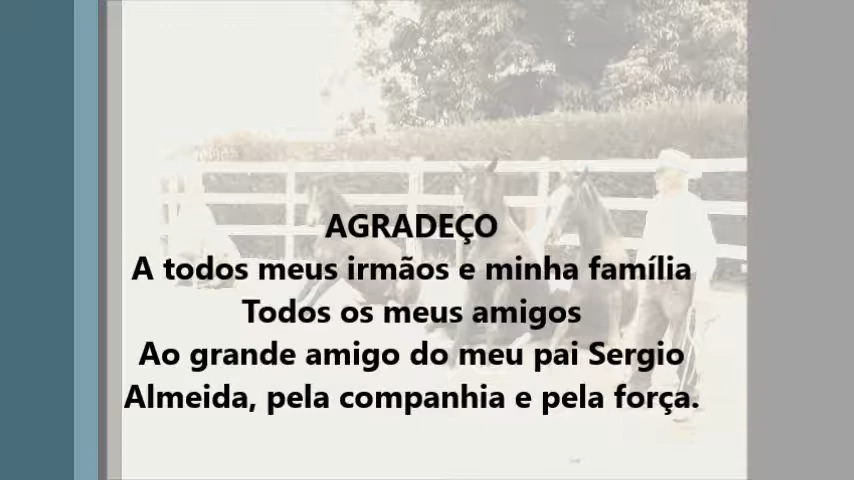 AGRADEÇO
A todos meus irmãos e minha família
Todos os meus amigos
Ao grande amigo do meu pai Sergio
Almeida, pela companhia e pela força.